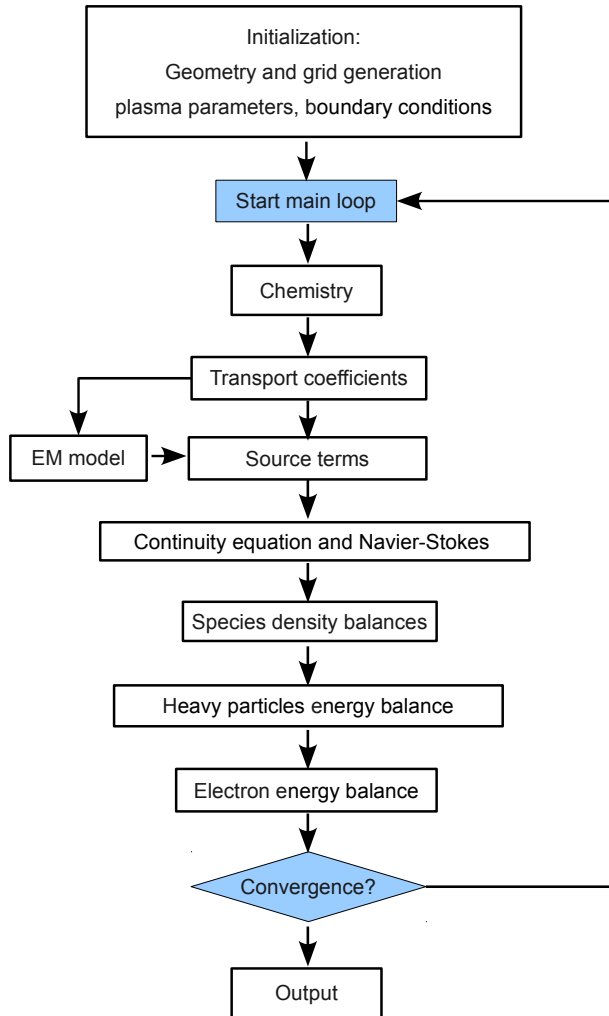 Initialization:
Geometry and grid generation
plasma parameters, boundary conditions
Start main loop
Chemistry
Transport coefficients
EM model
Source terms
Continuity equation and Navier-Stokes
Species density balances
Heavy particles energy balance
Electron energy balance
Convergence?
Output